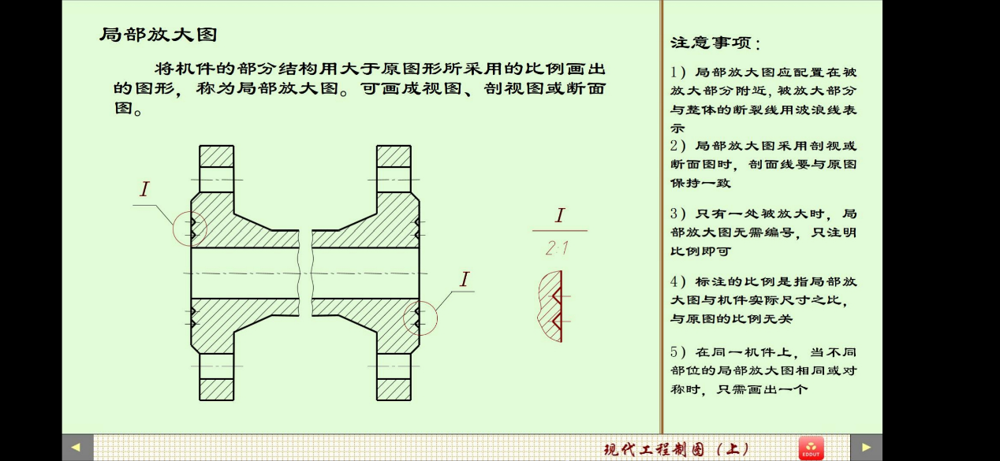 局部放大图
将机件的部分结构用大于原图形所采用的比例画出
的图形，称为局部放大图。可画成视图、剖视图或断面
图。
I
I
I
2:1
注意事项：
1）局部放大图应配置在被
放大部分附近,被放大部分
与整体的断裂线用波浪线表
示
2）局部放大图采用剖视或
断面图时，剖面线要与原图
保持一致
3）只有一处被放大时，局
部放大图无需编号，只注明
比例即可
4）标注的比例是指局部放
大图与机件实际尺寸之比，
与原图的比例无关
5）在同一机件上，当不同
部位的局部放大图相同或对
称时，只需画出一个
现代工程制图（上）
EDDUT